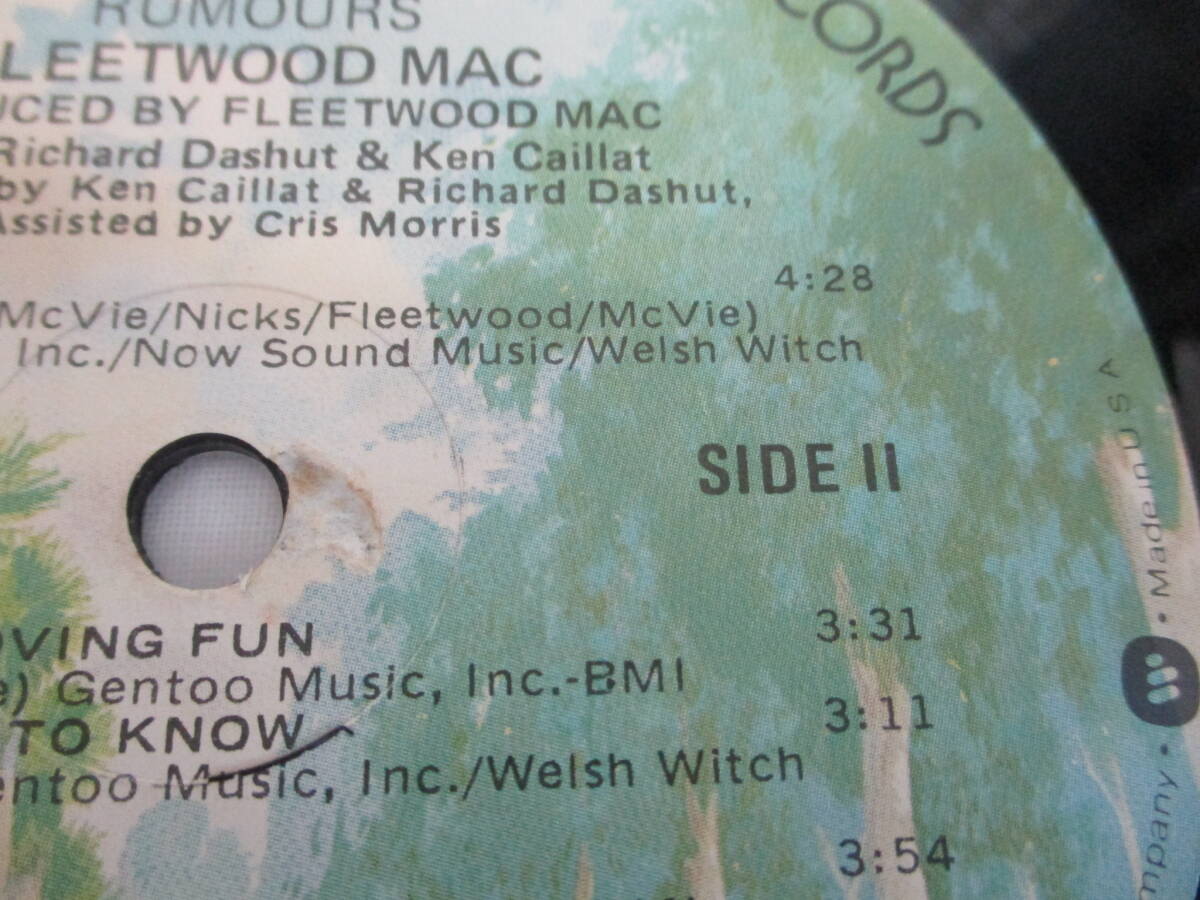 RUMOURS
LEETWOOD MAC
UCED BY FLEETWOOD MAC
Richard Dashut & Ken Caillat
by Ken Caillat & Richard Dashut,
Assisted by Cris Morris
4:28
McVie/Nicks/Fleetwood/McVie)
Inc./Now Sound Music/Welsh Witch
SIDE II
OVING FUN 3:31
e) Gentoo Music, Inc.-BMI
TO KNOW 3:11
entoo Music, Inc./Welsh Witch
3:54
CORDS
mpany • • Made in U S A